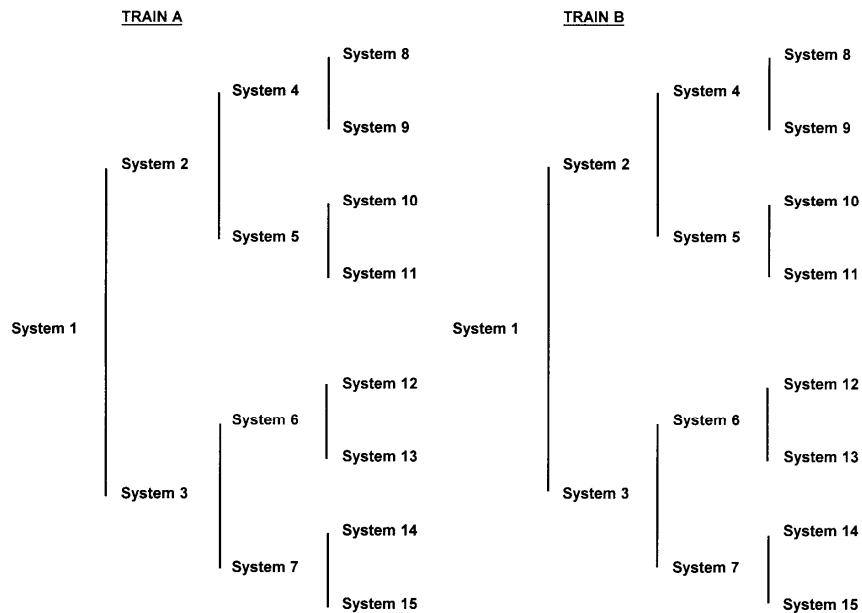 TRAIN A
System 8
System 4
System 9
System 2
System 10
System 5
System 11
System 1
System 12
System 6
System 13
System 3
System 14
System 7
System 15
TRAIN B
System 8
System 4
System 9
System 2
System 10
System 5
System 11
System 1
System 12
System 6
System 13
System 3
System 14
System 7
System 15